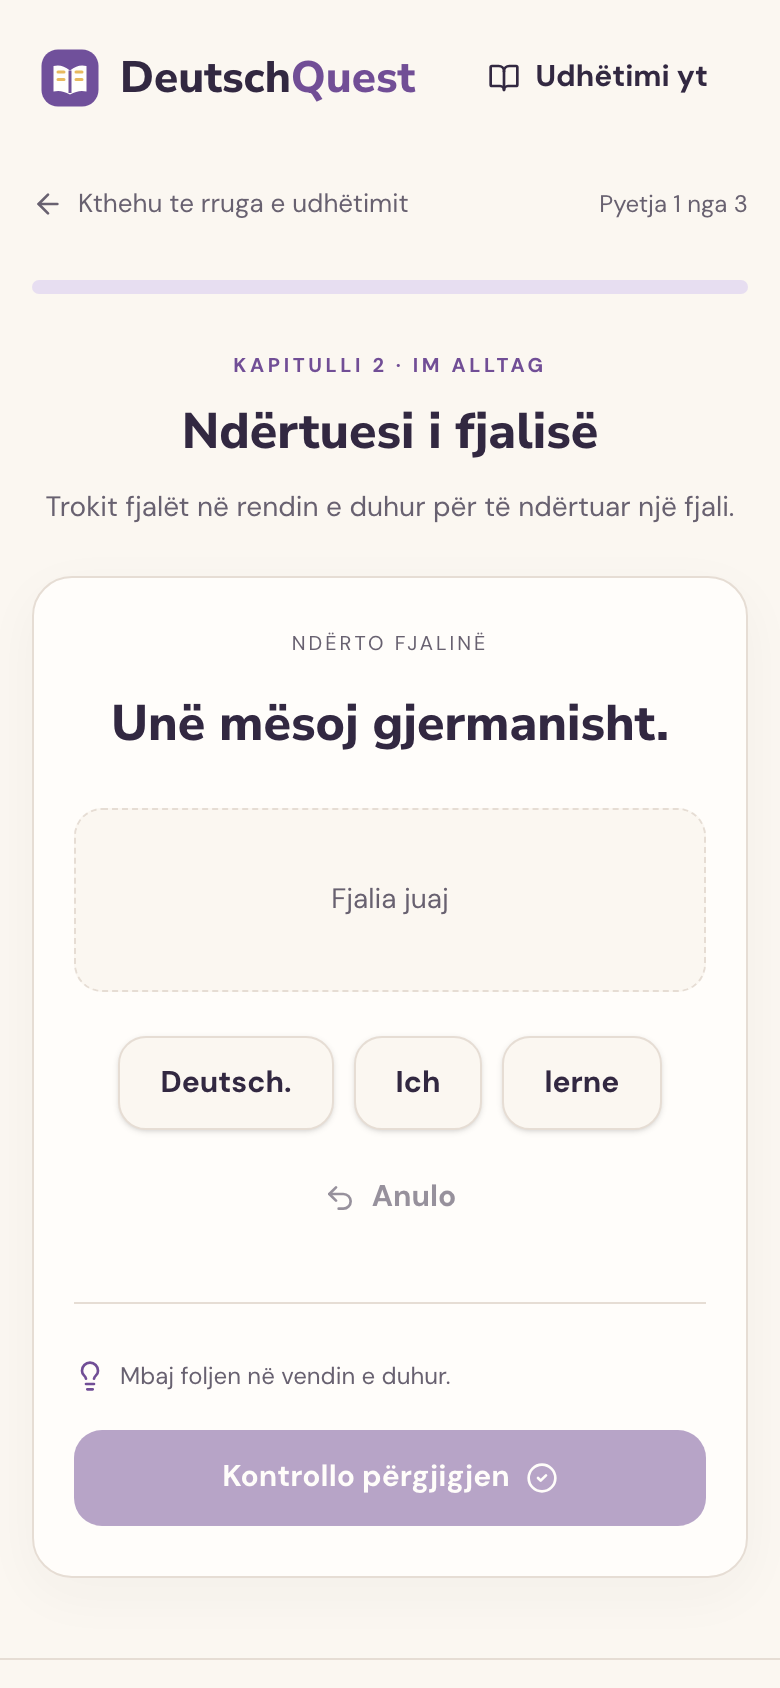 DeutschQuest
Udhëtimi yt
Kthehu te rruga e udhëtimit
Pyetja 1 nga 3
KAPITULLI 2 · IM ALLTAG
Ndërtuesi i fjalisë
Trokit fjalët në rendin e duhur për të ndërtuar një fjali.
NDËRTO FJALINË
Unë mësoj gjermanisht.
Fjalia juaj
Deutsch.
Ich
lerne
Anulo
Mbaj foljen në vendin e duhur.
Kontrollo përgjigjen